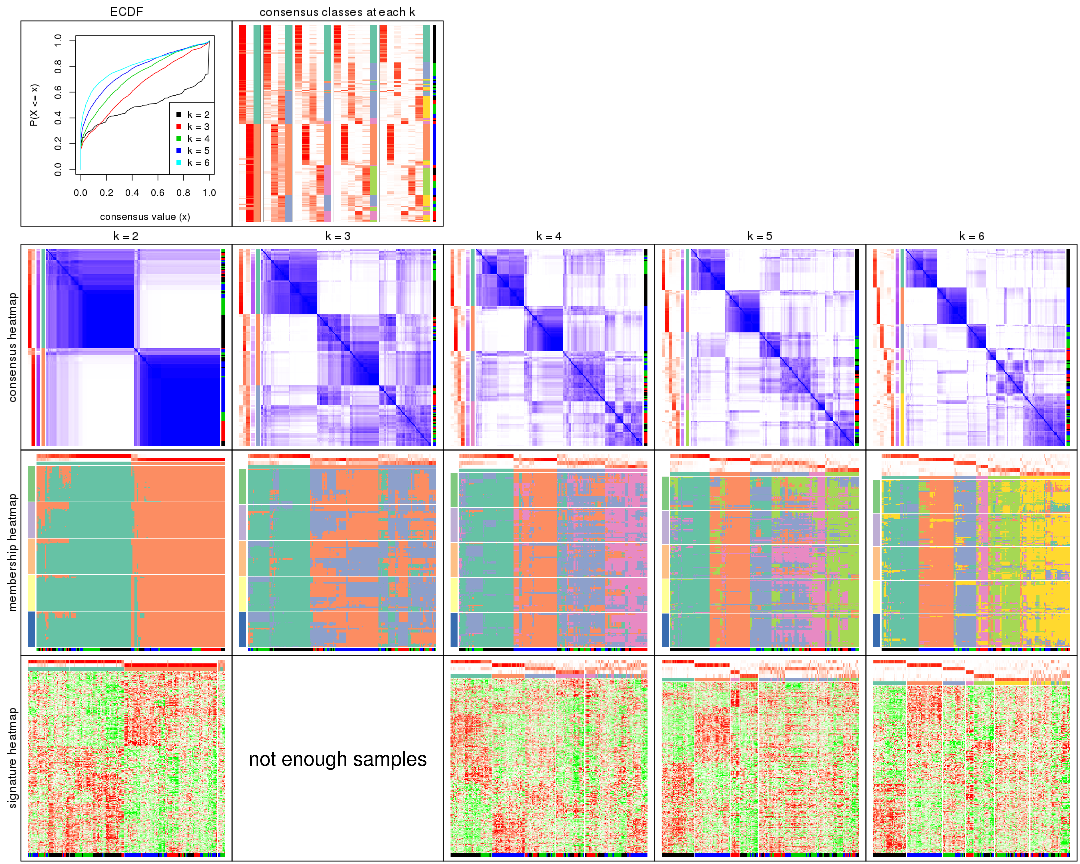 ECDF
consensus classes at each k
P(X <= x)
0.0 0.2 0.4 0.6 0.8 1.0
k = 2
k = 3
k = 4
k = 5
k = 6
0.0 0.2 0.4 0.6 0.8 1.0
consensus value (x)
k = 2
k = 3
k = 4
k = 5
k = 6
consensus heatmap
membership heatmap
signature heatmap
not enough samples